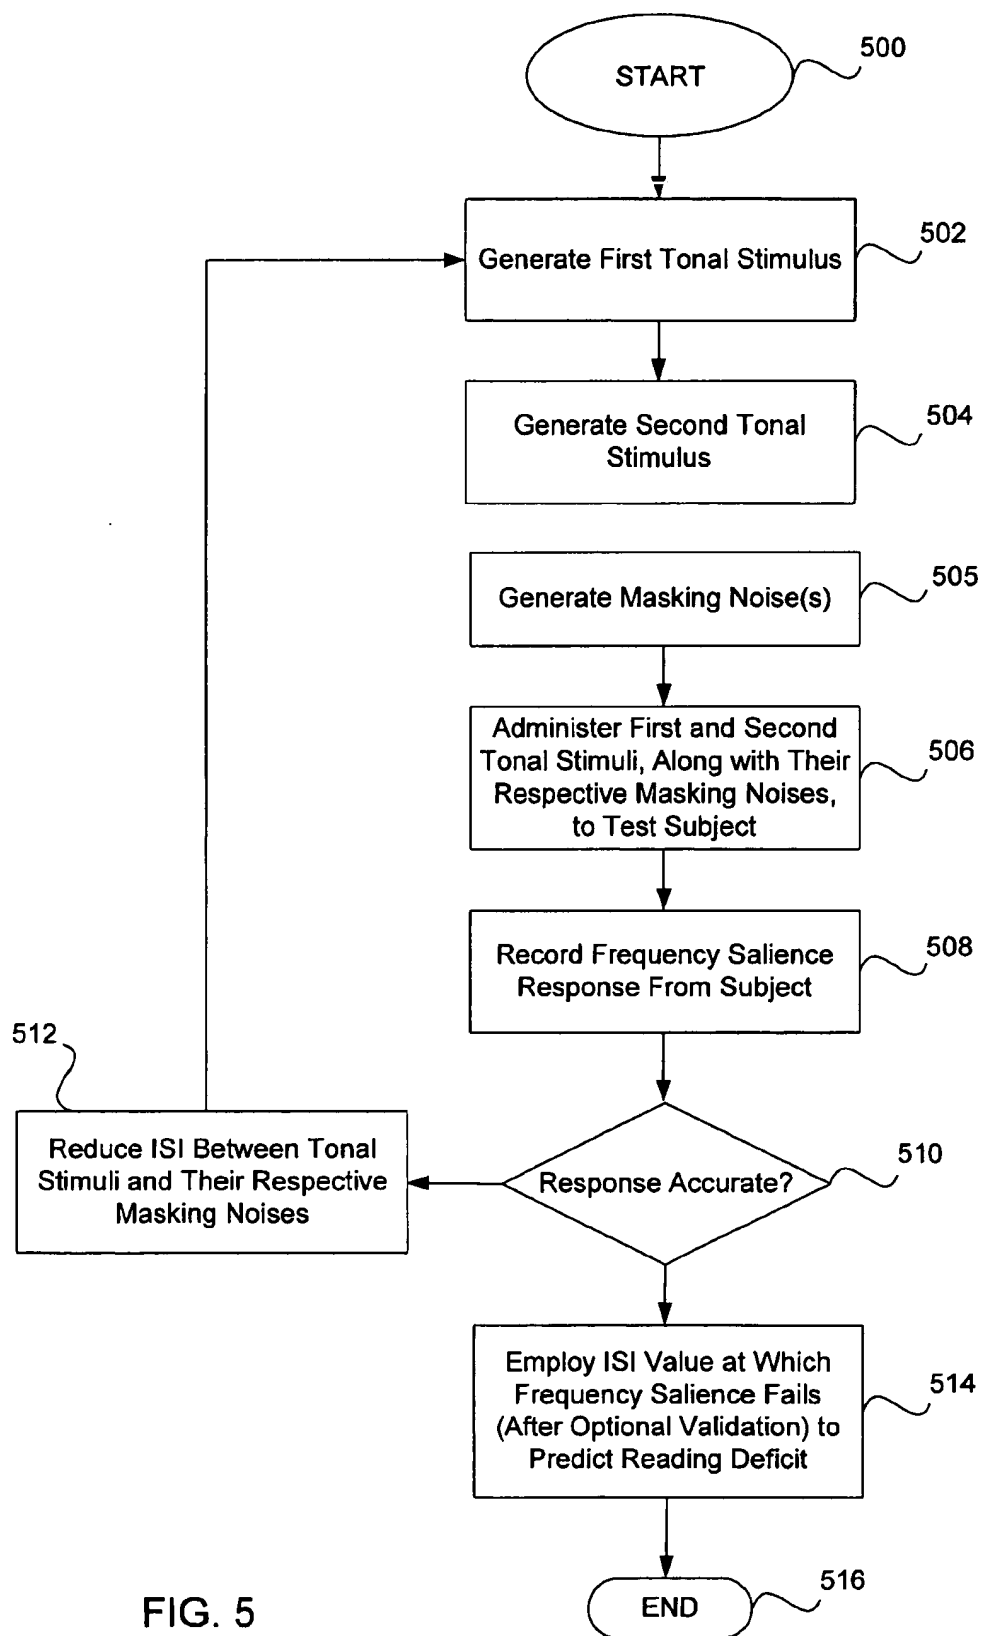 START
500
Generate First Tonal Stimulus
502
Generate Second Tonal
Stimulus
504
Generate Masking Noise(s)
505
Administer First and Second
Tonal Stimuli, Along with Their
Respective Masking Noises,
to Test Subject
506
Record Frequency Salience
Response From Subject
508
512
Reduce ISI Between Tonal
Stimuli and Their Respective
Masking Noises
Response Accurate?
510
Employ ISI Value at Which
Frequency Salience Fails
(After Optional Validation) to
Predict Reading Deficit
514
END
516
FIG. 5